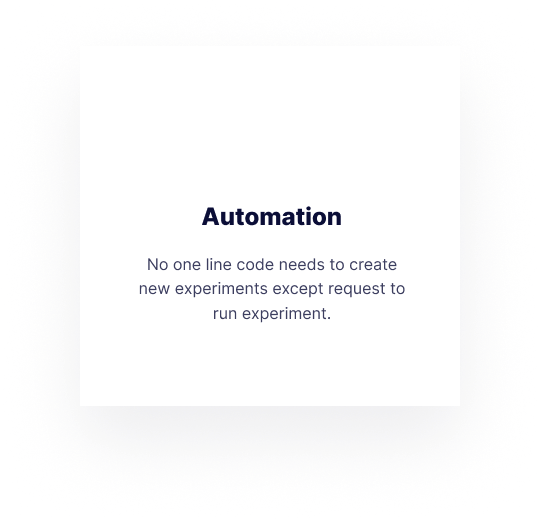 Automation
No one line code needs to create
new experiments except request to
run experiment.